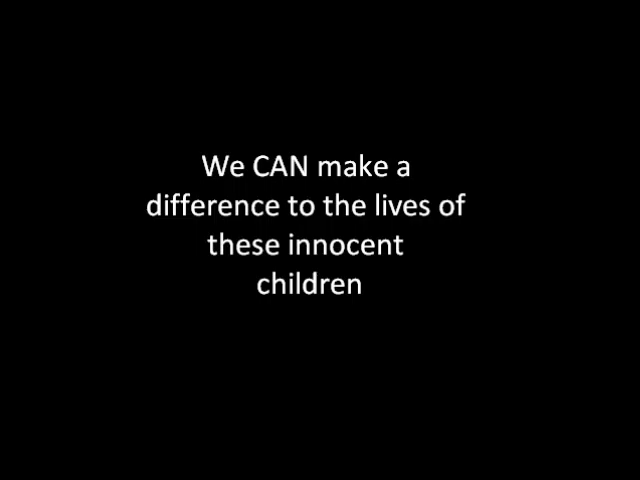 We CAN make a
difference to the lives of
these innocent
children